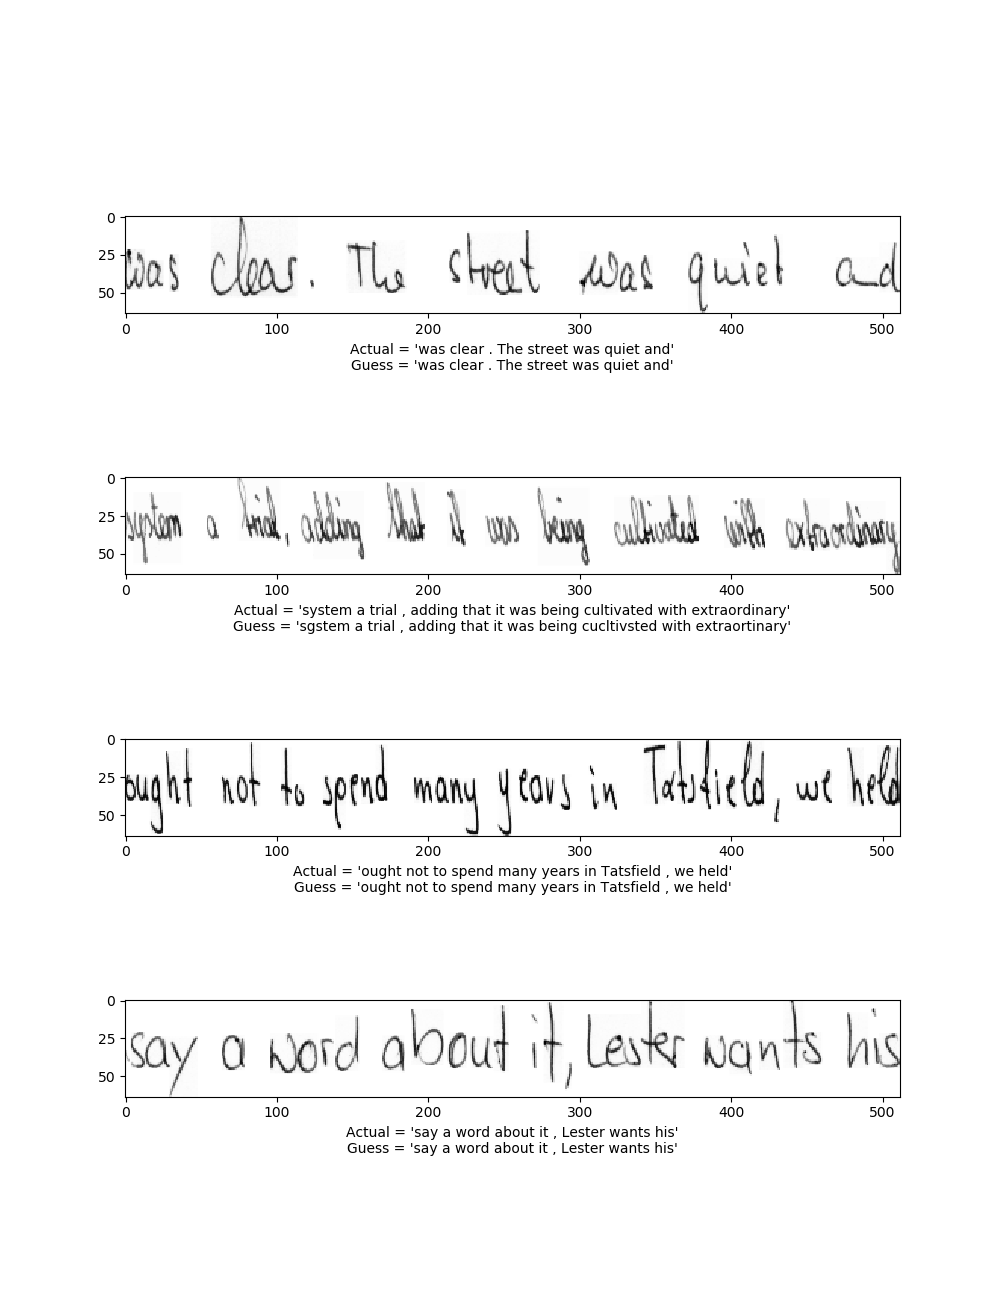 0
25
50
was clear. The street was quiet and
0 100 200 300 400 500
Actual = 'was clear . The street was quiet and'
Guess = 'was clear . The street was quiet and'
0
25
50
system a trial, adding that it was being cultivated with extraordinary
0 100 200 300 400 500
Actual = 'system a trial , adding that it was being cultivated with extraordinary'
Guess = 'sgstem a trial , adding that it was being cucltivsted with extraortinary'
0
25
50
ought not to spend many years in Tatsfield, we held
0 100 200 300 400 500
Actual = 'ought not to spend many years in Tatsfield , we held'
Guess = 'ought not to spend many years in Tatsfield , we held'
0
25
50
say a word about it, Lester wants his
0 100 200 300 400 500
Actual = 'say a word about it , Lester wants his'
Guess = 'say a word about it , Lester wants his'